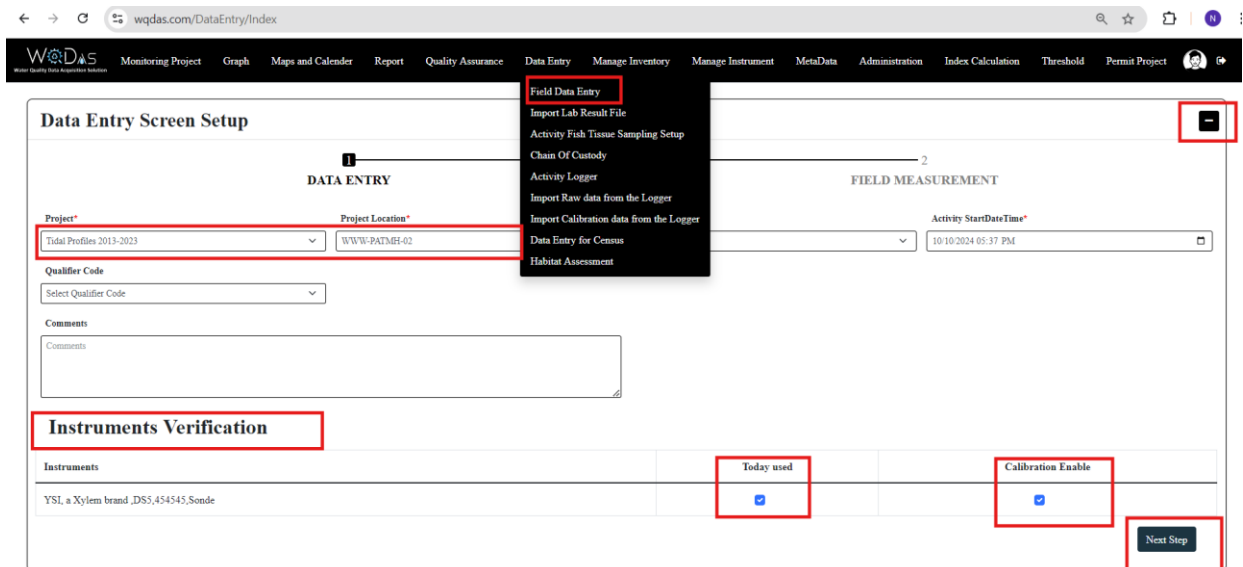 wqdas.com/DataEntry/Index
N
WQDAS
Water Quality Data Acquisition Solution
Monitoring Project Graph Maps and Calender Report Quality Assurance Data Entry Manage Inventory Manage Instrument MetaData Administration Index Calculation Threshold Permit Project
Field Data Entry
Import Lab Result File
Activity Fish Tissue Sampling Setup
Chain Of Custody
Activity Logger
Import Raw data from the Logger
Import Calibration data from the Logger
Data Entry for Census
Habitat Assessment
Data Entry Screen Setup
1 2
DATA ENTRY FIELD MEASUREMENT
Project* Project Location* Activity StartDateTime*
Tidal Profiles 2013-2023 WWW-PATMH-02 10/10/2024 05:37 PM
Qualifier Code
Select Qualifier Code
Comments
Comments
Instruments Verification
Instruments Today used Calibration Enable
YSI, a Xylem brand ,DS5,454545,Sonde
Next Step